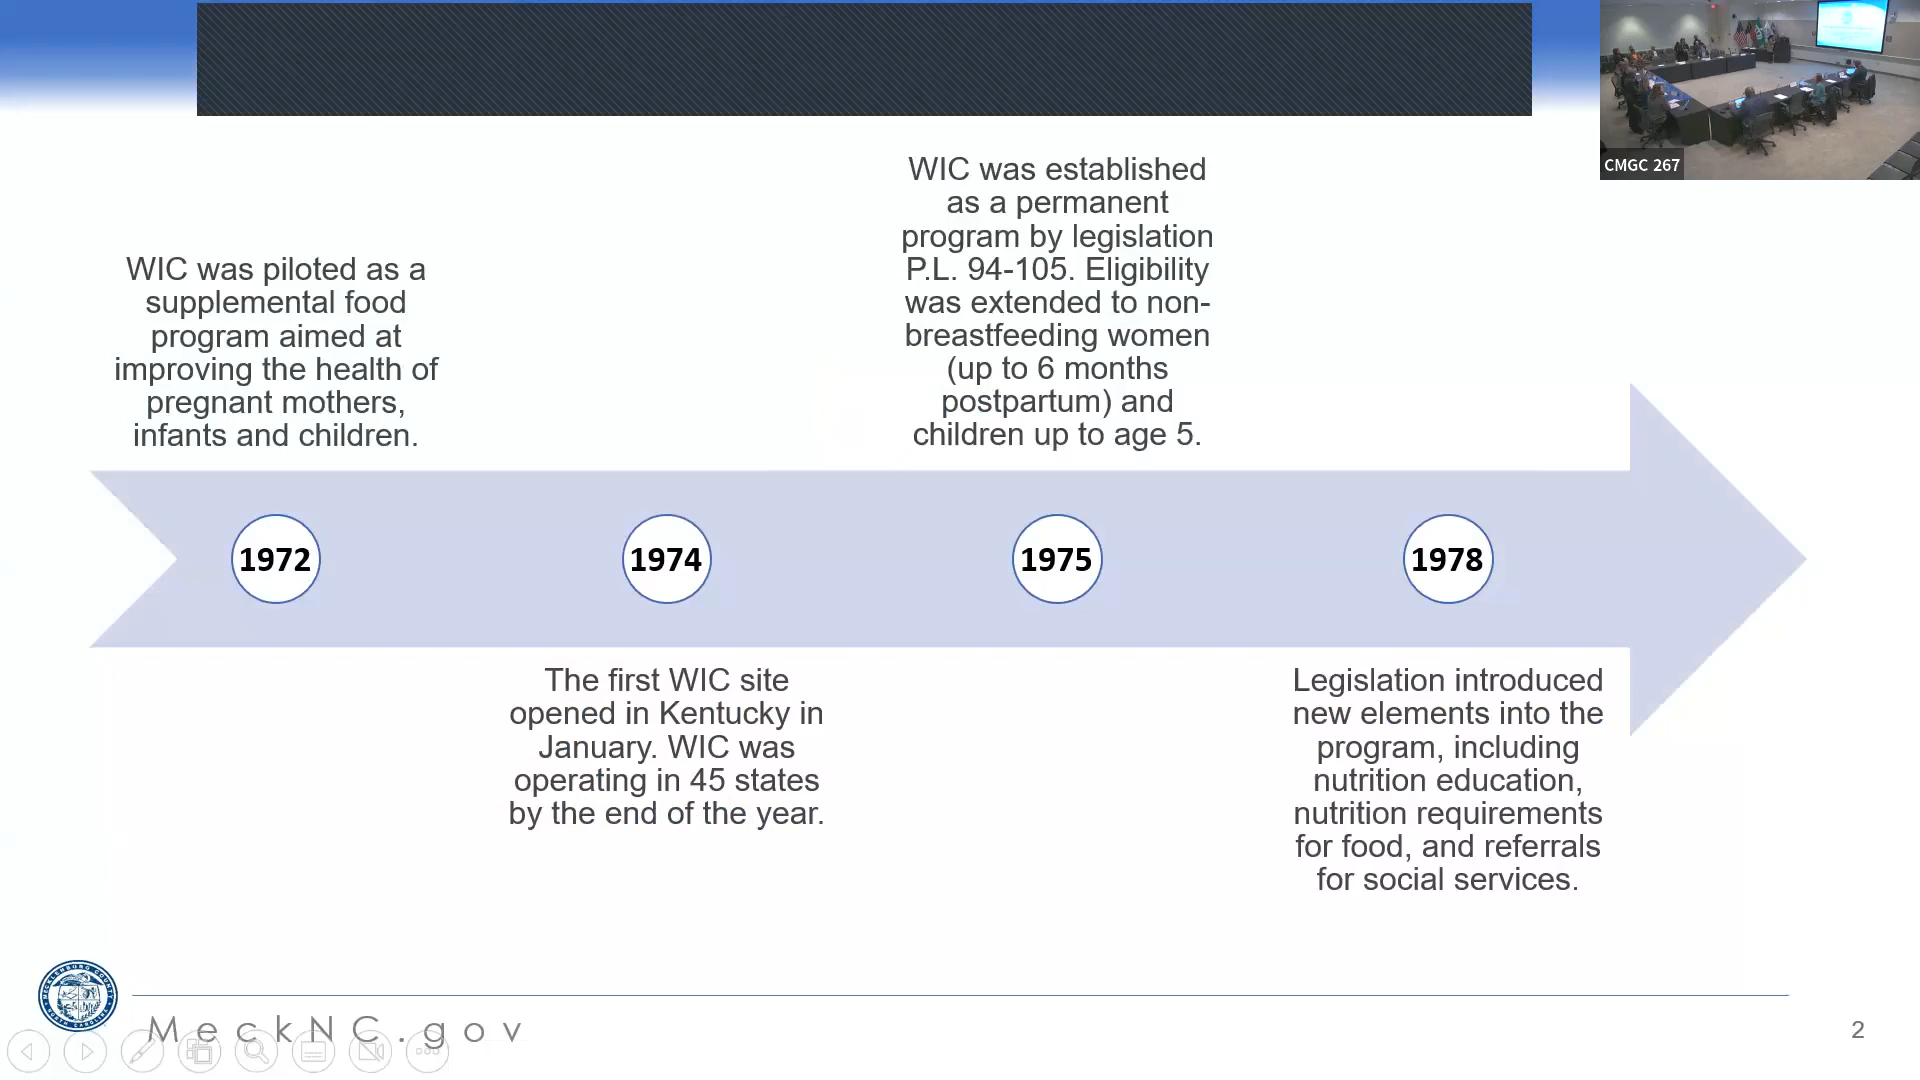 CMGC 267
WIC was piloted as a
supplemental food
program aimed at
improving the health of
pregnant mothers,
infants and children.
1972
The first WIC site
opened in Kentucky in
January. WIC was
operating in 45 states
by the end of the year.
1974
WIC was established
as a permanent
program by legislation
P.L. 94-105. Eligibility
was extended to non-
breastfeeding women
(up to 6 months
postpartum) and
children up to age 5.
1975
1978
Legislation introduced
new elements into the
program, including
nutrition education,
nutrition requirements
for food, and referrals
for social services.
MECKLENBURG COUNTY
NORTH CAROLINA
MeckNC.gov
2